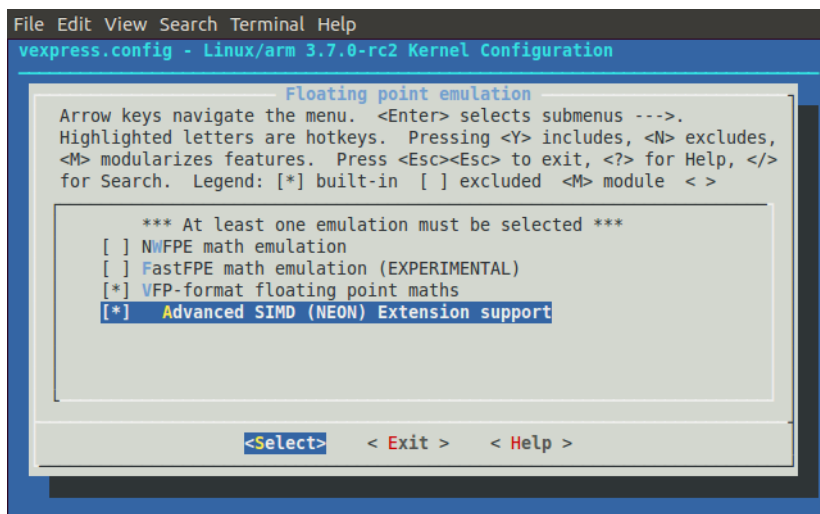 File Edit View Search Terminal Help
vexpress.config - Linux/arm 3.7.0-rc2 Kernel Configuration
Floating point emulation
Arrow keys navigate the menu. <Enter> selects submenus --->.
Highlighted letters are hotkeys. Pressing <Y> includes, <N> excludes,
<M> modularizes features. Press <Esc><Esc> to exit, <?> for Help, </>
for Search. Legend: [*] built-in [ ] excluded <M> module < >
*** At least one emulation must be selected ***
[ ] NWFPE math emulation
[ ] FastFPE math emulation (EXPERIMENTAL)
[*] VFP-format floating point maths
[*] Advanced SIMD (NEON) Extension support
<Select> < Exit > < Help >